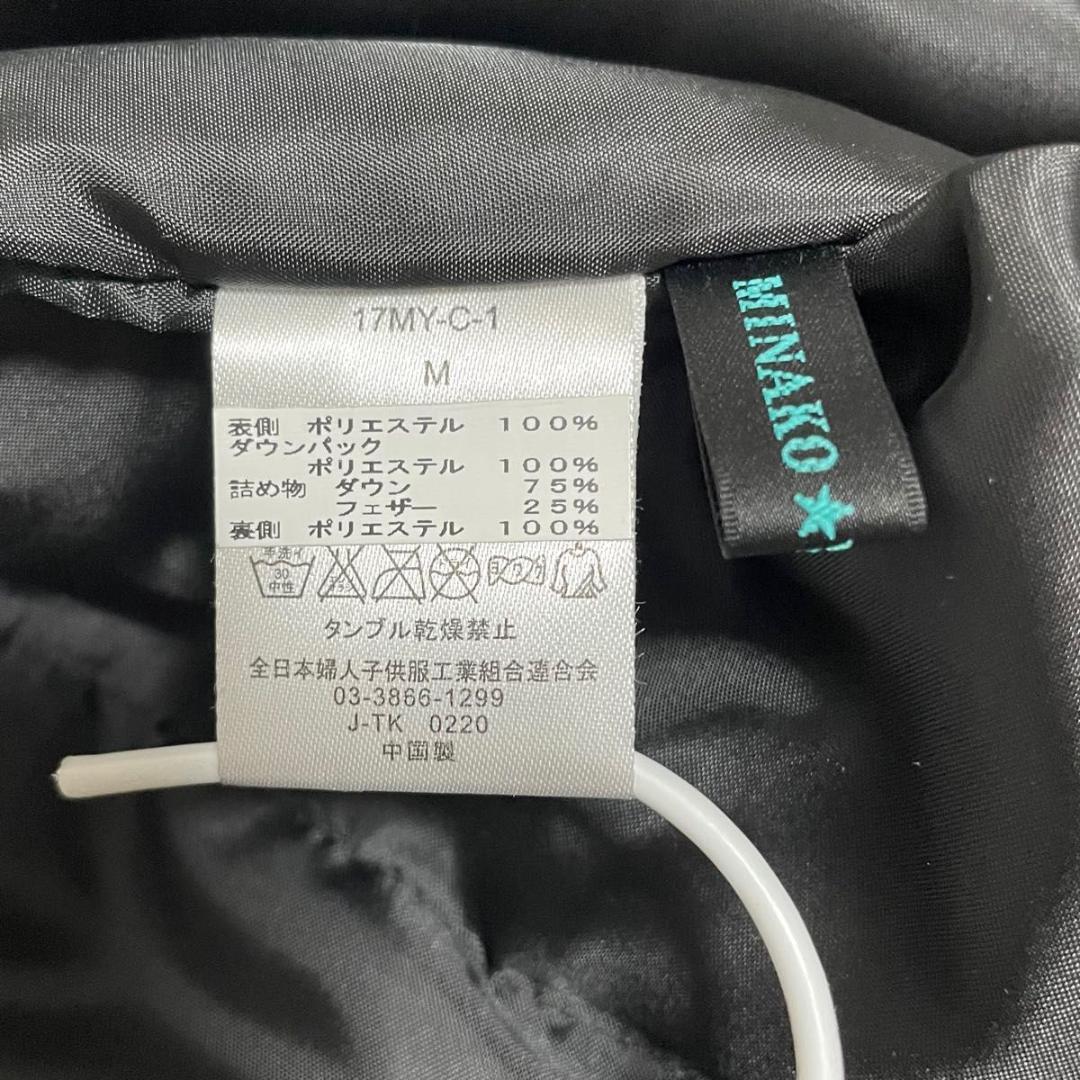 17MY-C-1
M
表側 ポリエステル 100%
ダウンパック
ポリエステル 100%
詰め物 ダウン 75%
フェザー 25%
裏側 ポリエステル 100%
手洗イ
30
中性
タンブル乾燥禁止
全日本婦人子供服工業組合連合会
03-3866-1299
J-TK 0220
中国製
MINAKO